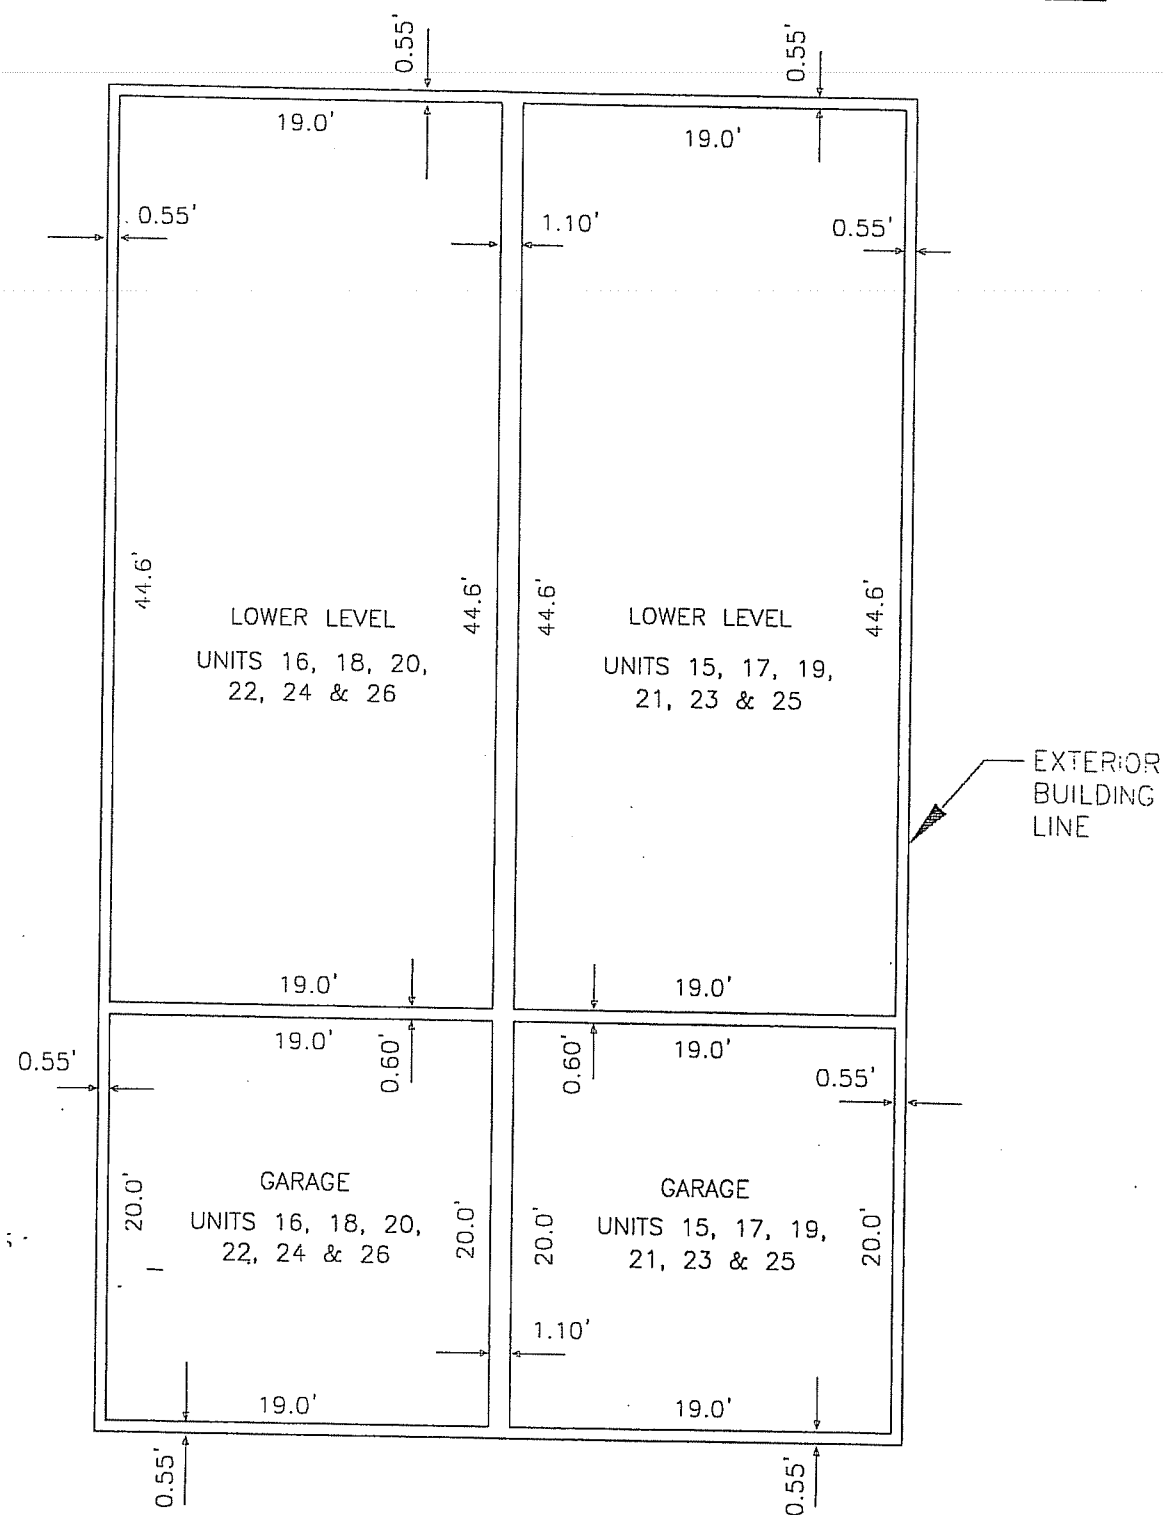 0.55'
0.55'
19.0'
19.0'
0.55'
1.10'
0.55'
44.6'
44.6'
44.6'
44.6'
LOWER LEVEL
UNITS 16, 18, 20,
22, 24 & 26
LOWER LEVEL
UNITS 15, 17, 19,
21, 23 & 25
EXTERIOR
BUILDING
LINE
19.0'
19.0'
19.0'
0.60'
0.60'
19.0'
0.55'
0.55'
20.0'
GARAGE
UNITS 16, 18, 20,
22, 24 & 26
20.0'
20.0'
GARAGE
UNITS 15, 17, 19,
21, 23 & 25
20.0'
1.10'
19.0'
19.0'
0.55'
0.55'